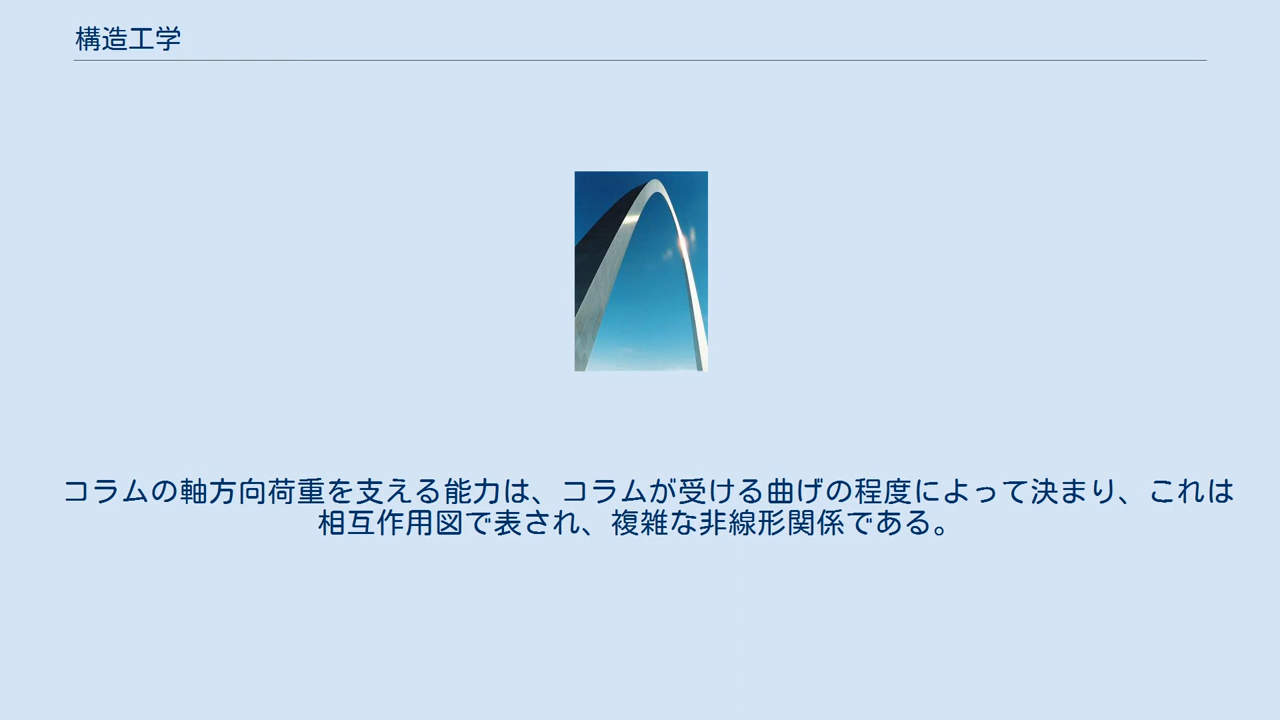 構造工学
コラムの軸方向荷重を支える能力は、コラムが受ける曲げの程度によって決まり、これは
相互作用図で表され、複雑な非線形関係である。